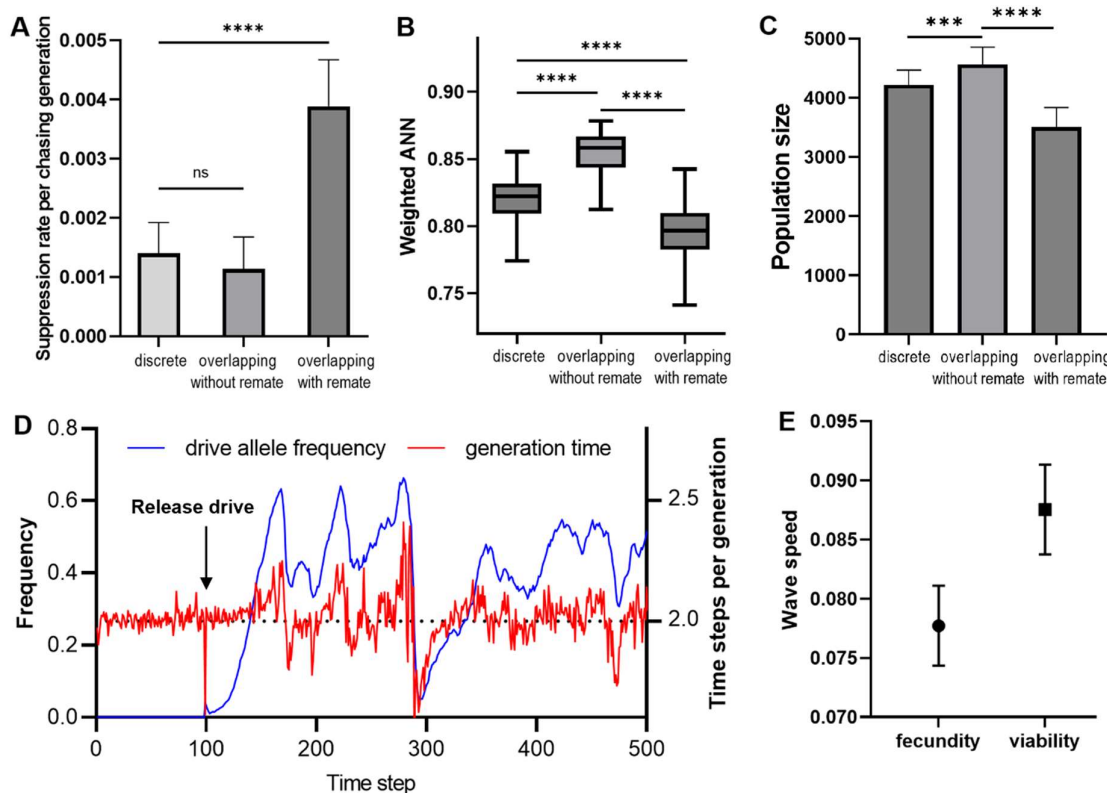 A
Suppression rate per chasing generation
0.005
0.004
0.003
0.002
0.001
0.000
****
ns
discrete
overlapping
without remate
overlapping
with remate
B
Weighted ANN
0.90
0.85
0.80
0.75
****
****
****
discrete
overlapping
without remate
overlapping
with remate
C
Population size
5000
4000
3000
2000
1000
0
***
****
discrete
overlapping
without remate
overlapping
with remate
D
Frequency
0.8
0.6
0.4
0.2
0.0
drive allele frequency
generation time
Release drive
2.5
2.0
Time steps per generation
0
100
200
300
400
500
Time step
E
Wave speed
0.095
0.090
0.085
0.080
0.075
0.070
fecundity
viability